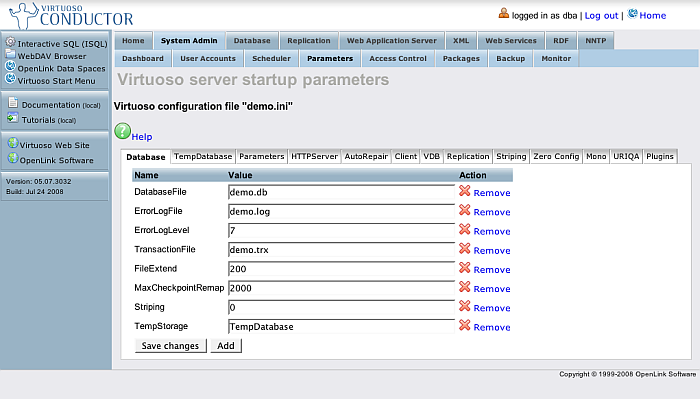 VIRTUOSO
CONDUCTOR
logged in as dba | Log out | Home
Interactive SQL (ISQL)
WebDAV Browser
OpenLink Data Spaces
Virtuoso Start Menu
Documentation (local)
Tutorials (local)
Virtuoso Web Site
OpenLink Software
Version: 05.07.3032
Build: Jul 24 2008
Home System Admin Database Replication Web Application Server XML Web Services RDF NNTP
Dashboard User Accounts Scheduler Parameters Access Control Packages Backup Monitor
Virtuoso server startup parameters
Virtuoso configuration file "demo.ini"
? Help
Database TempDatabase Parameters HTTPServer AutoRepair Client VDB Replication Striping Zero Config Mono URIQA Plugins
Name Value Action
DatabaseFile demo.db Remove
ErrorLogFile demo.log Remove
ErrorLogLevel 7 Remove
TransactionFile demo.trx Remove
FileExtend 200 Remove
MaxCheckpointRemap 2000 Remove
Striping 0 Remove
TempStorage TempDatabase Remove
Save changes Add
Copyright © 1999-2008 OpenLink Software